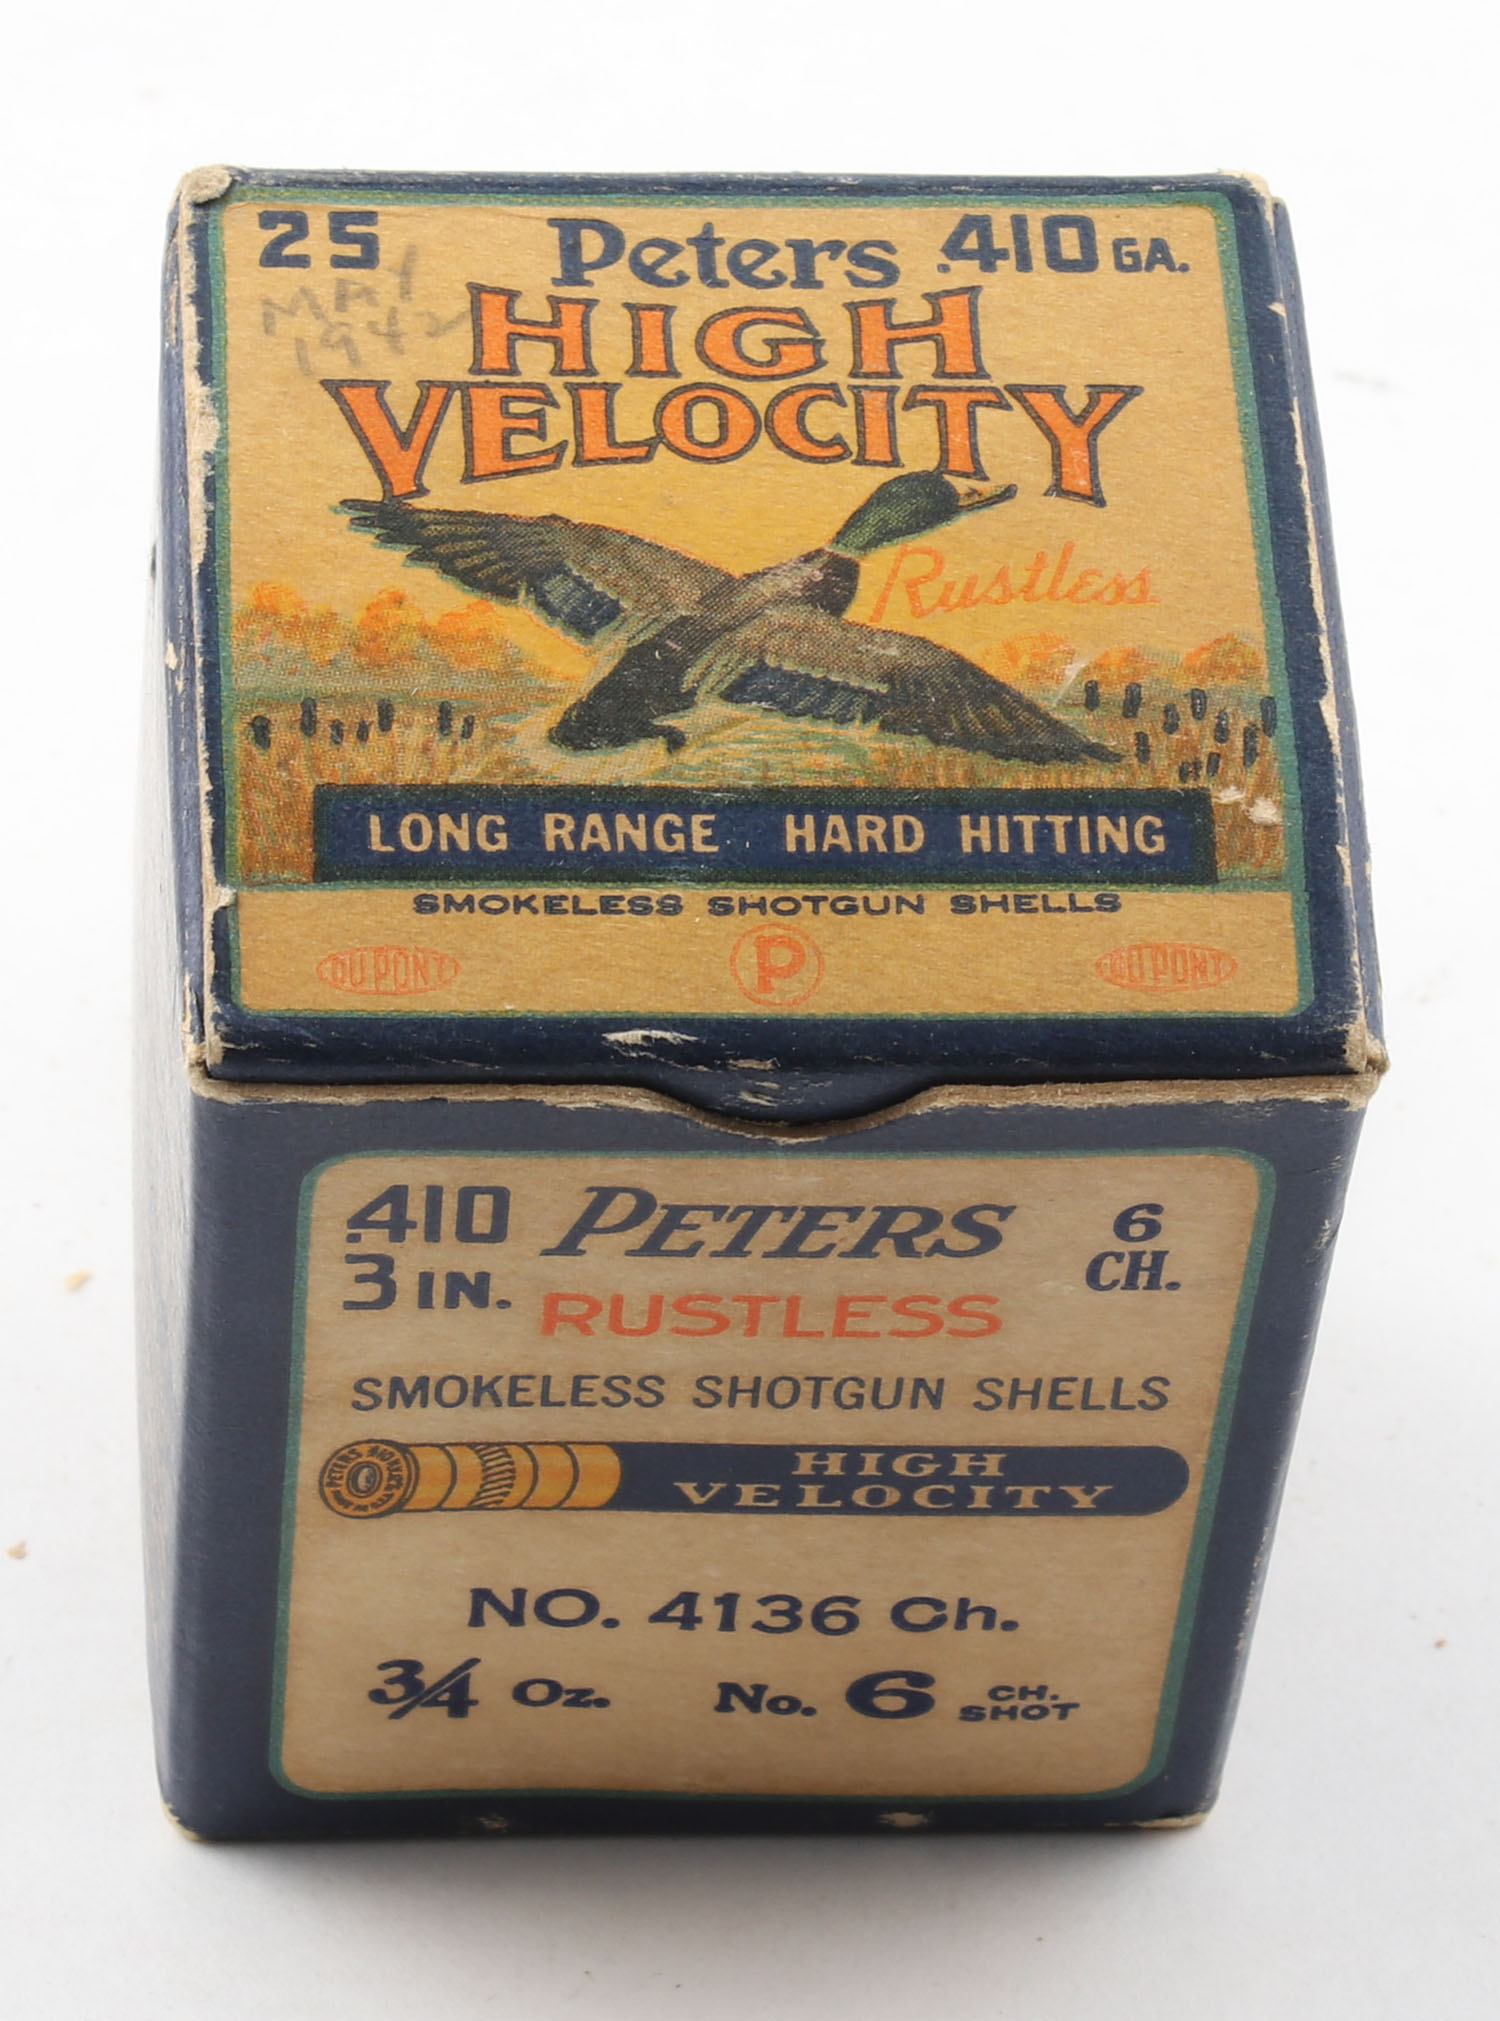 25 Peters .410 GA.
MAY
1942
HIGH
VELOCITY
Rustless
LONG RANGE HARD HITTING
SMOKELESS SHOTGUN SHELLS
DU PONT P DU PONT
.410 PETERS 6
3 IN. CH.
RUSTLESS
SMOKELESS SHOTGUN SHELLS
PETERS
HIGH
VELOCITY
NO. 4136 Ch.
3/4 Oz. No. 6 CH.
SHOT